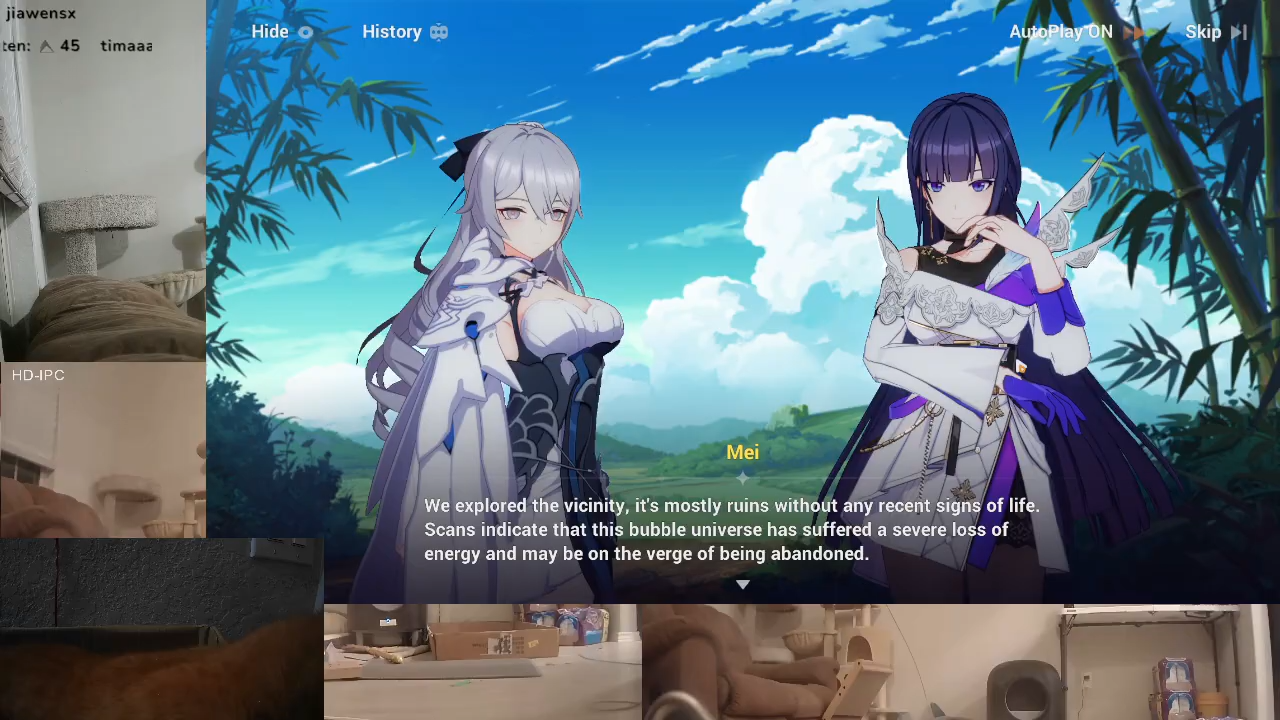 jiawensx
ten: 45 timaaa
Hide
History
AutoPlay ON
Skip
HD-IPC
Mei
We explored the vicinity, it's mostly ruins without any recent signs of life.
Scans indicate that this bubble universe has suffered a severe loss of
energy and may be on the verge of being abandoned.